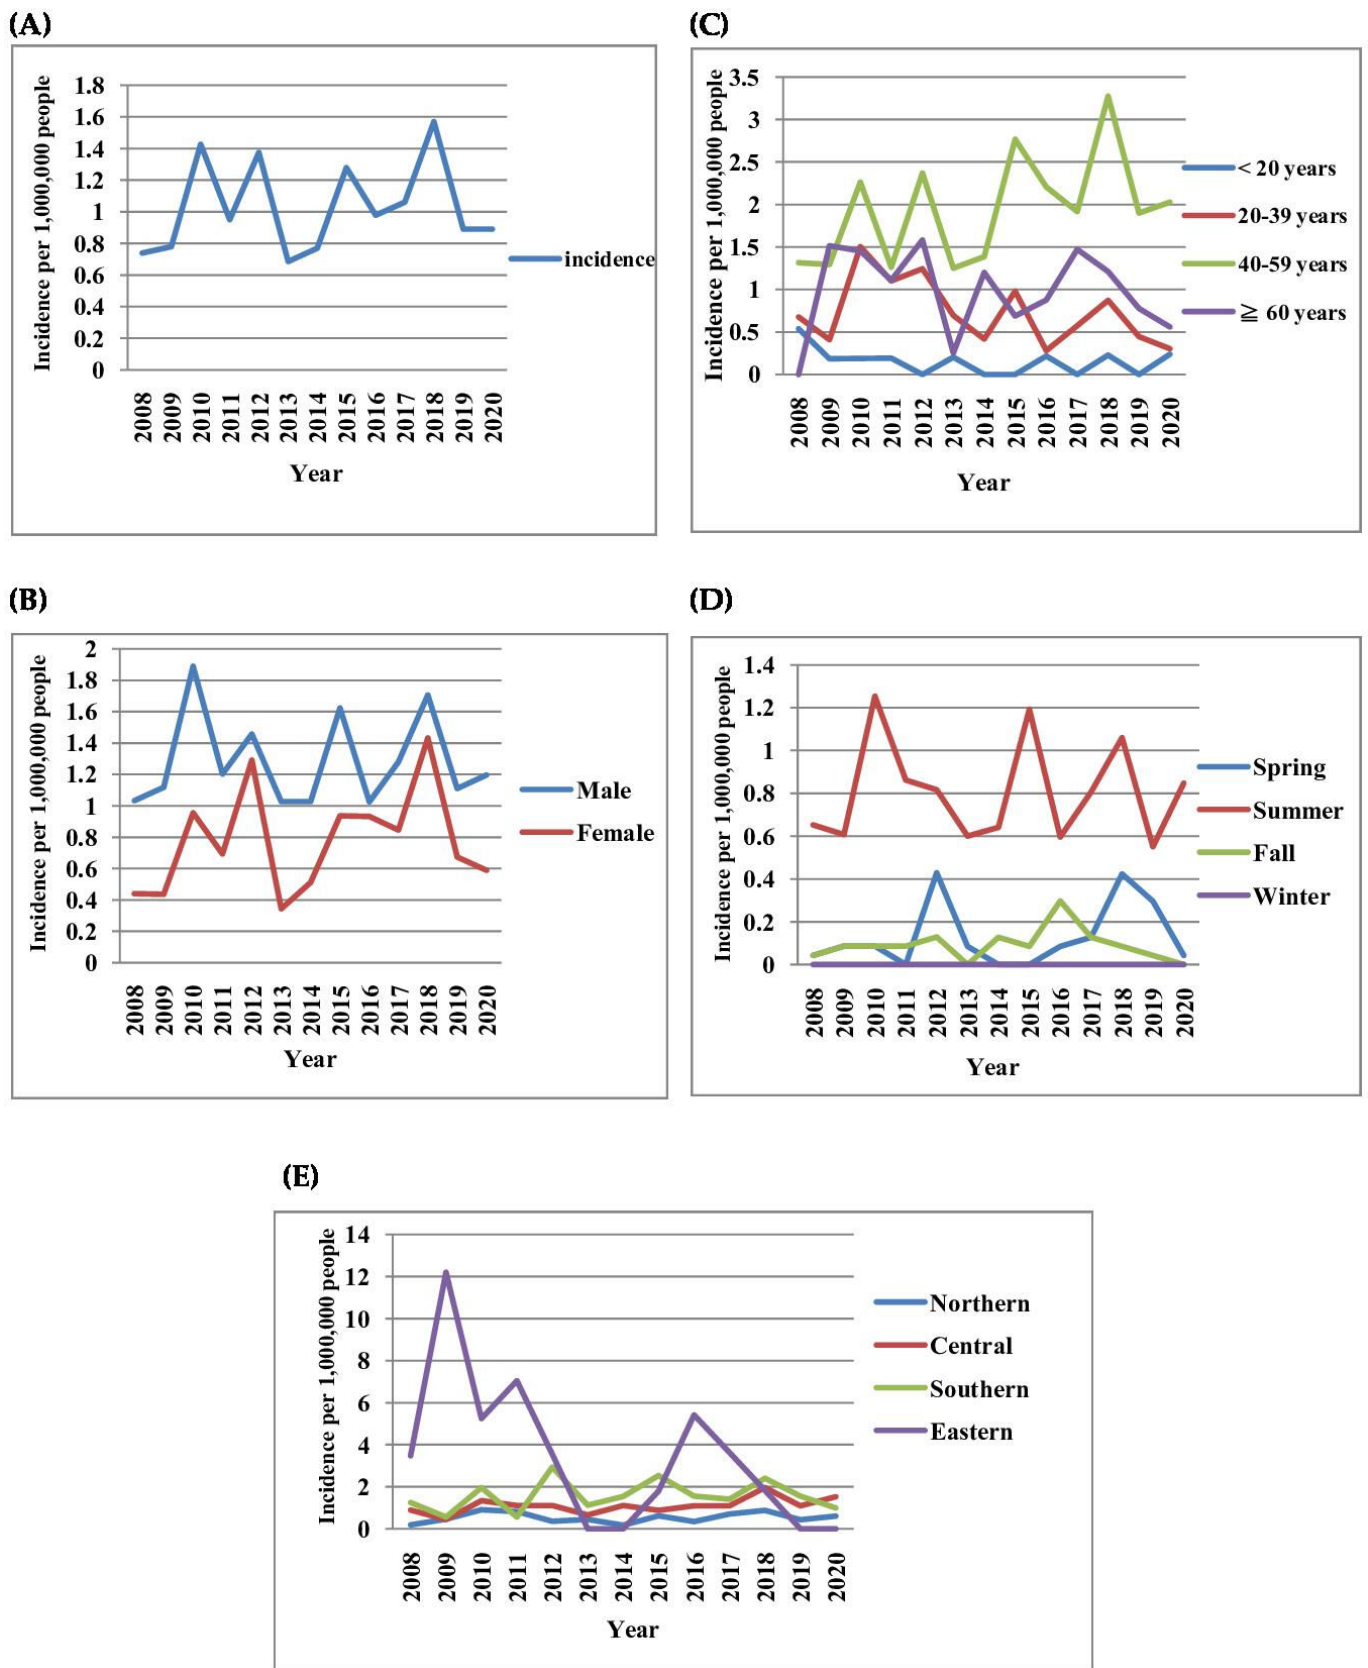 (A)
Incidence per 1,000,000 people
1.8
1.6
1.4
1.2
1
0.8
0.6
0.4
0.2
0
2008 2009 2010 2011 2012 2013 2014 2015 2016 2017 2018 2019 2020
Year
incidence
(C)
Incidence per 1,000,000 people
3.5
3
2.5
2
1.5
1
0.5
0
2008 2009 2010 2011 2012 2013 2014 2015 2016 2017 2018 2019 2020
Year
< 20 years
20-39 years
40-59 years
≧ 60 years
(B)
Incidence per 1,000,000 people
2
1.8
1.6
1.4
1.2
1
0.8
0.6
0.4
0.2
0
2008 2009 2010 2011 2012 2013 2014 2015 2016 2017 2018 2019 2020
Year
Male
Female
(D)
Incidence per 1,000,000 people
1.4
1.2
1
0.8
0.6
0.4
0.2
0
2008 2009 2010 2011 2012 2013 2014 2015 2016 2017 2018 2019 2020
Year
Spring
Summer
Fall
Winter
(E)
Incidence per 1,000,000 people
14
12
10
8
6
4
2
0
2008 2009 2010 2011 2012 2013 2014 2015 2016 2017 2018 2019 2020
Year
Northern
Central
Southern
Eastern